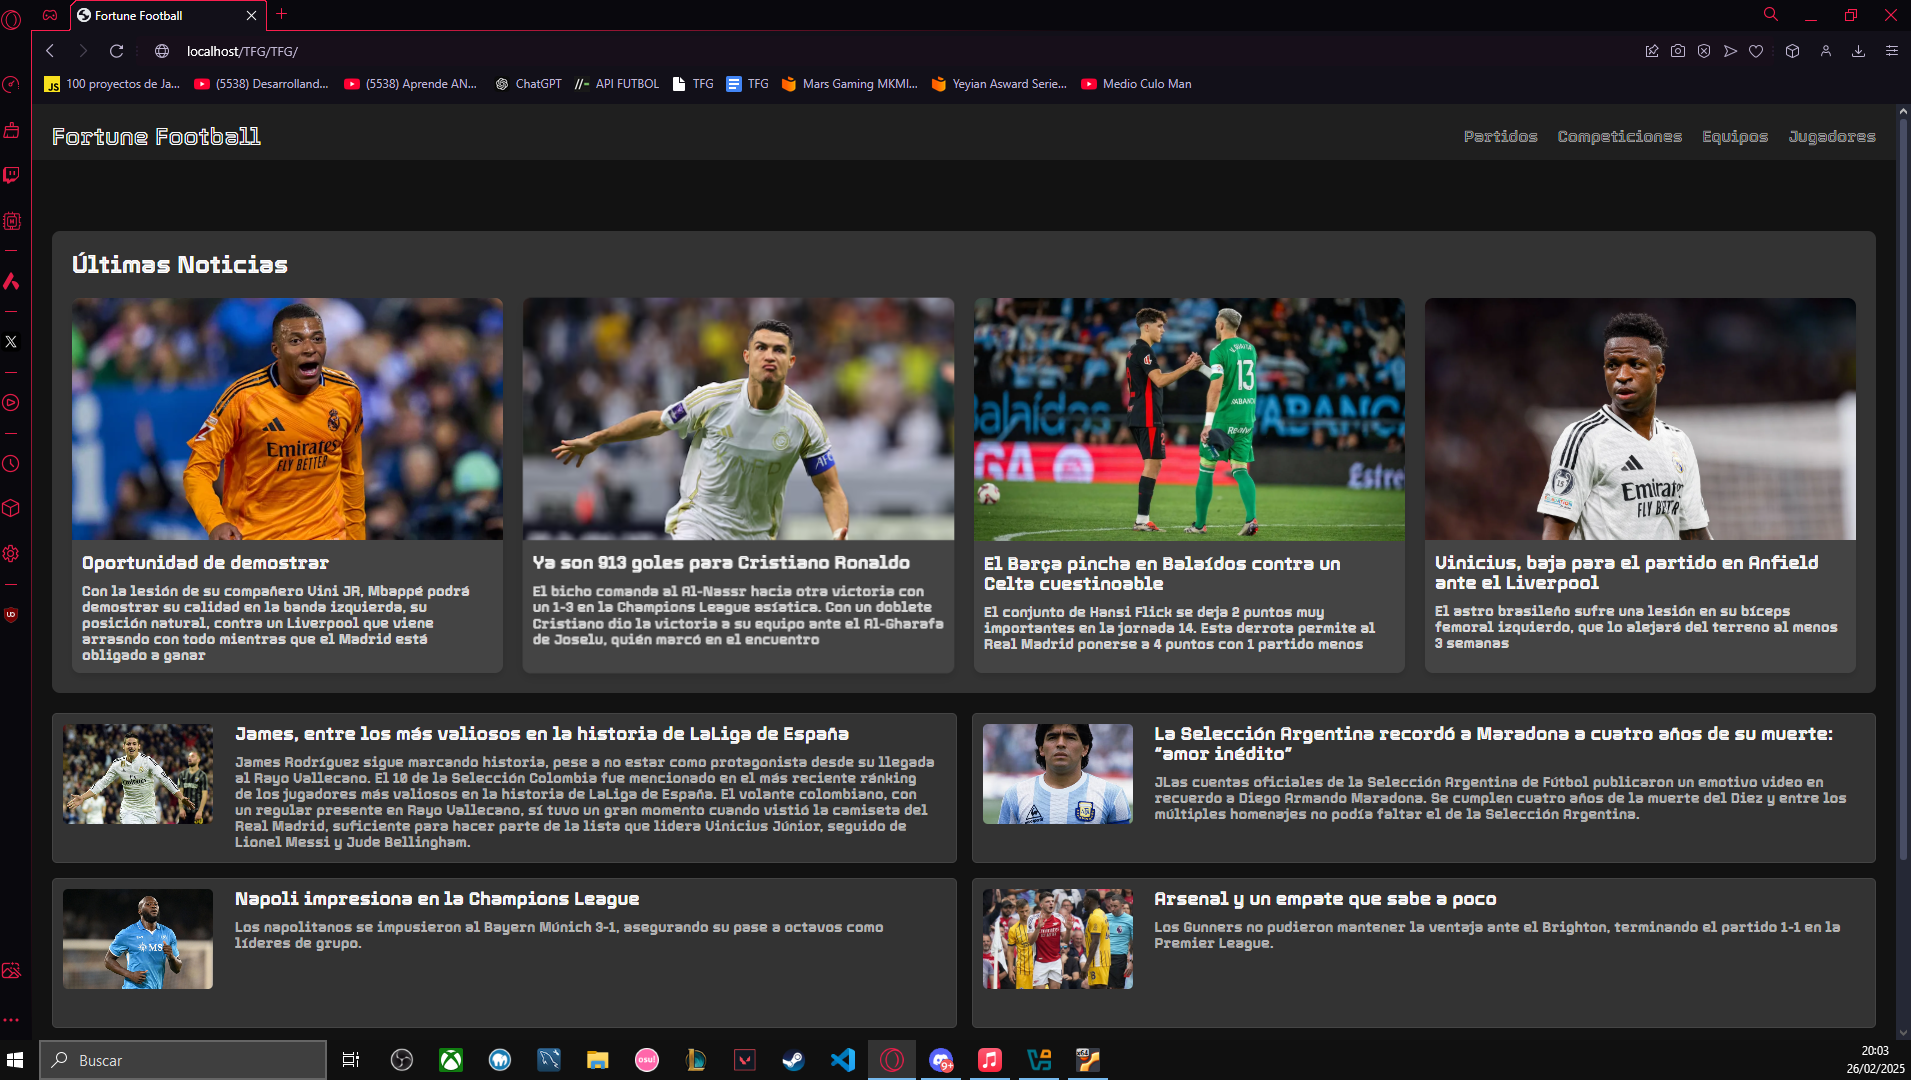 Fortune Football
localhost/TFG/TFG/
100 proyectos de Ja...
(5538) Desarrolland...
(5538) Aprende AN...
ChatGPT
API FUTBOL
TFG
TFG
Mars Gaming MKMI...
Yeyian Asward Serie...
Medio Culo Man
Fortune Football
Partidos
Competiciones
Equipos
Jugadores
Últimas Noticias
Emirates
FLY BETTER
13
ABANCA
Balaídos
ABANC
Estre
Emirates
FLY BETTER
Oportunidad de demostrar
Con la lesión de su compañero Vini JR, Mbappé podrá
demostrar su calidad en la banda izquierda, su
posición natural, contra un Liverpool que viene
arrasndo con todo mientras que el Madrid está
obligado a ganar
Ya son 913 goles para Cristiano Ronaldo
El bicho comanda al Al-Nassr hacia otra victoria con
un 1-3 en la Champions League asíatica. Con un doblete
Cristiano dio la victoria a su equipo ante el Al-Gharafa
de Joselu, quién marcó en el encuentro
El Barça pincha en Balaídos contra un
Celta cuestinoable
El conjunto de Hansi Flick se deja 2 puntos muy
importantes en la jornada 14. Esta derrota permite al
Real Madrid ponerse a 4 puntos con 1 partido menos
Vinicius, baja para el partido en Anfield
ante el Liverpool
El astro brasileño sufre una lesión en su bíceps
femoral izquierdo, que lo alejará del terreno al menos
3 semanas
James, entre los más valiosos en la historia de LaLiga de España
James Rodríguez sigue marcando historia, pese a no estar como protagonista desde su llegada
al Rayo Vallecano. El 10 de la Selección Colombia fue mencionado en el más reciente ránking
de los jugadores más valiosos en la historia de LaLiga de España. El volante colombiano, con
un regular presente en Rayo Vallecano, sí tuvo un gran momento cuando vistió la camiseta del
Real Madrid, suficiente para hacer parte de la lista que lidera Vinicius Júnior, seguido de
Lionel Messi y Jude Bellingham.
La Selección Argentina recordó a Maradona a cuatro años de su muerte:
“amor inédito”
JLas cuentas oficiales de la Selección Argentina de Fútbol publicaron un emotivo video en
recuerdo a Diego Armando Maradona. Se cumplen cuatro años de la muerte del Diez y entre los
múltiples homenajes no podía faltar el de la Selección Argentina.
Napoli impresiona en la Champions League
Los napolitanos se impusieron al Bayern Múnich 3-1, asegurando su pase a octavos como
líderes de grupo.
MS
Arsenal y un empate que sabe a poco
Los Gunners no pudieron mantener la ventaja ante el Brighton, terminando el partido 1-1 en la
Premier League.
Buscar
osu!
9+
20:03
26/02/2025